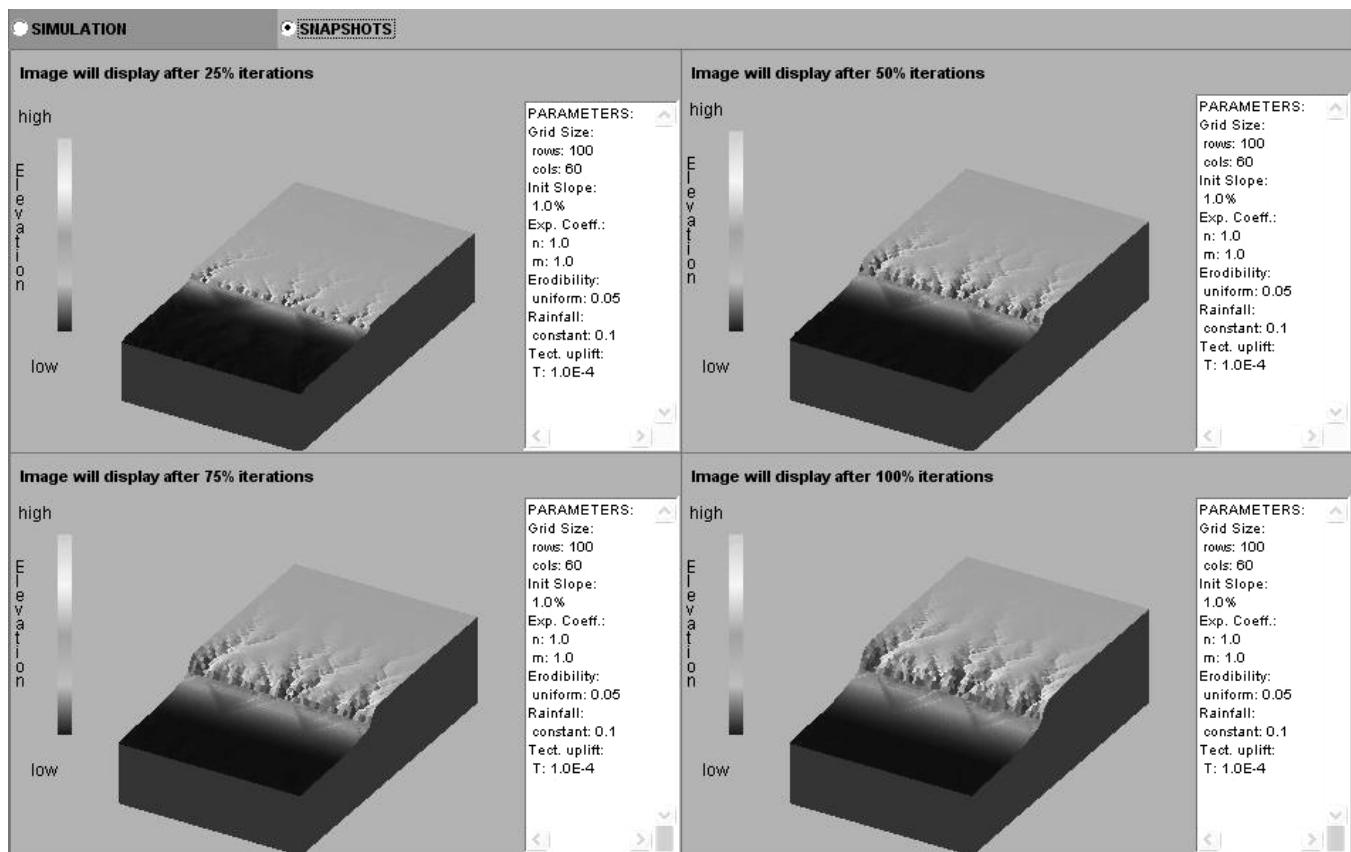 SIMULATION
SNAPSHOTS
Image will display after 25% iterations
high
Elevation
low
PARAMETERS:
Grid Size:
rows: 100
cols: 60
Init Slope:
1.0%
Exp. Coeff.:
n: 1.0
m: 1.0
Erodibility:
uniform: 0.05
Rainfall:
constant: 0.1
Tect. uplift:
T: 1.0E-4
Image will display after 50% iterations
high
Elevation
low
PARAMETERS:
Grid Size:
rows: 100
cols: 60
Init Slope:
1.0%
Exp. Coeff.:
n: 1.0
m: 1.0
Erodibility:
uniform: 0.05
Rainfall:
constant: 0.1
Tect. uplift:
T: 1.0E-4
Image will display after 75% iterations
high
Elevation
low
PARAMETERS:
Grid Size:
rows: 100
cols: 60
Init Slope:
1.0%
Exp. Coeff.:
n: 1.0
m: 1.0
Erodibility:
uniform: 0.05
Rainfall:
constant: 0.1
Tect. uplift:
T: 1.0E-4
Image will display after 100% iterations
high
Elevation
low
PARAMETERS:
Grid Size:
rows: 100
cols: 60
Init Slope:
1.0%
Exp. Coeff.:
n: 1.0
m: 1.0
Erodibility:
uniform: 0.05
Rainfall:
constant: 0.1
Tect. uplift:
T: 1.0E-4